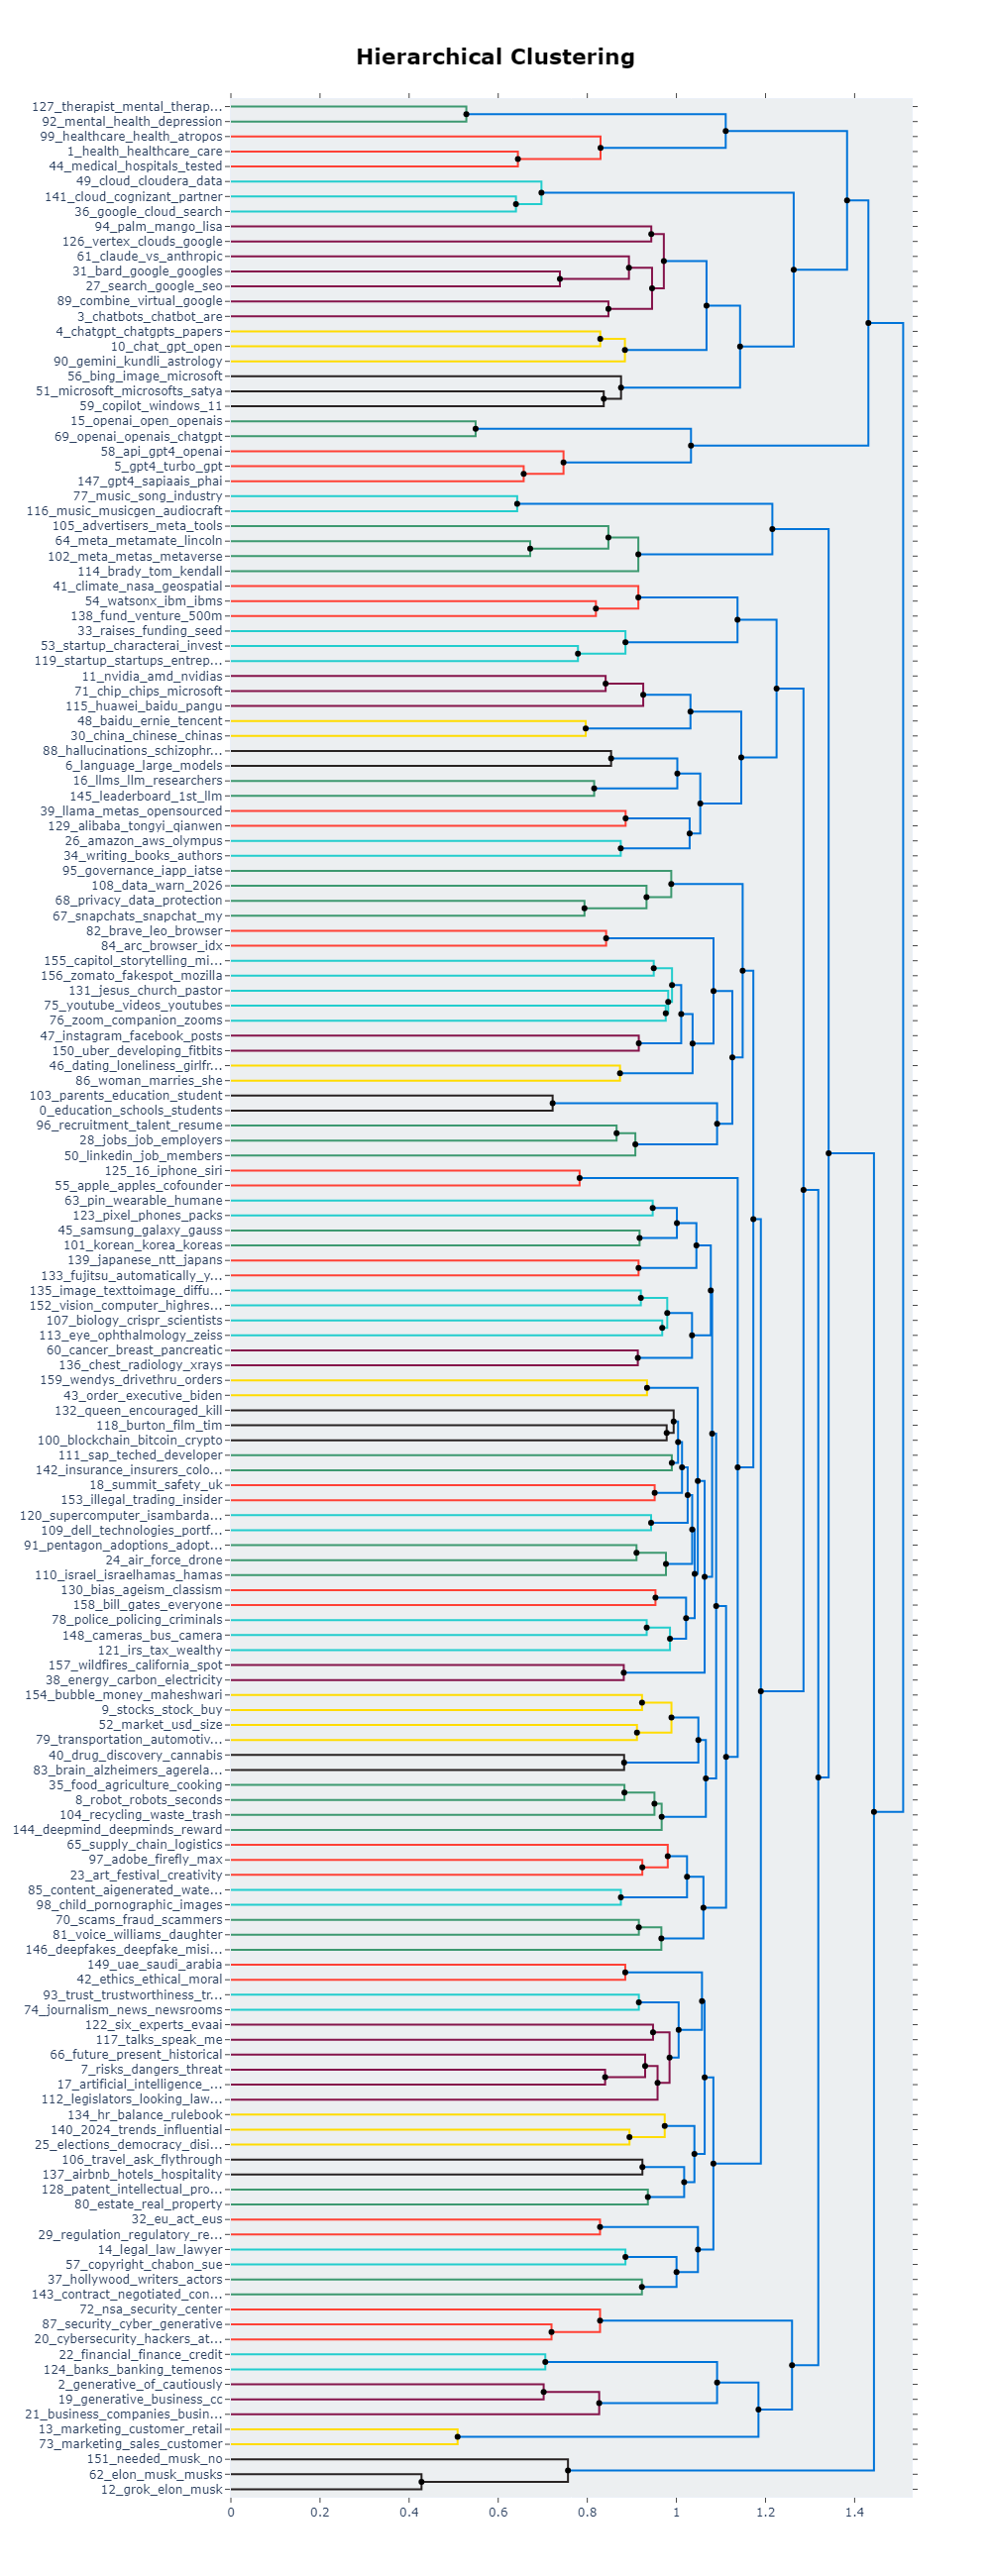 Hierarchical Clustering
127_therapist_mental_therap...
92_mental_health_depression
99_healthcare_health_atropos
1_health_healthcare_care
44_medical_hospitals_tested
49_cloud_cloudera_data
141_cloud_cognizant_partner
36_google_cloud_search
94_palm_mango_lisa
126_vertex_clouds_google
61_claude_vs_anthropic
31_bard_google_googles
27_search_google_seo
89_combine_virtual_google
3_chatbots_chatbot_are
4_chatgpt_chatgpts_papers
10_chat_gpt_open
90_gemini_kundli_astrology
56_bing_image_microsoft
51_microsoft_microsofts_satya
59_copilot_windows_11
15_openai_open_openais
69_openai_openais_chatgpt
58_api_gpt4_openai
5_gpt4_turbo_gpt
147_gpt4_sapiaais_phai
77_music_song_industry
116_music_musicgen_audiocraft
105_advertisers_meta_tools
64_meta_metamate_lincoln
102_meta_metas_metaverse
114_brady_tom_kendall
41_climate_nasa_geospatial
54_watsonx_ibm_ibms
138_fund_venture_500m
33_raises_funding_seed
53_startup_characterai_invest
119_startup_startups_entrep...
11_nvidia_amd_nvidias
71_chip_chips_microsoft
115_huawei_baidu_pangu
48_baidu_ernie_tencent
30_china_chinese_chinas
88_hallucinations_schizophr...
6_language_large_models
16_llms_llm_researchers
145_leaderboard_1st_llm
39_llama_metas_opensourced
129_alibaba_tongyi_qianwen
26_amazon_aws_olympus
34_writing_books_authors
95_governance_iapp_iatse
108_data_warn_2026
68_privacy_data_protection
67_snapchats_snapchat_my
82_brave_leo_browser
84_arc_browser_idx
155_capitol_storytelling_mi...
156_zomato_fakespot_mozilla
131_jesus_church_pastor
75_youtube_videos_youtubes
76_zoom_companion_zooms
47_instagram_facebook_posts
150_uber_developing_fitbits
46_dating_loneliness_girlfr...
86_woman_marries_she
103_parents_education_student
0_education_schools_students
96_recruitment_talent_resume
28_jobs_job_employers
50_linkedin_job_members
125_16_iphone_siri
55_apple_apples_cofounder
63_pin_wearable_humane
123_pixel_phones_packs
45_samsung_galaxy_gauss
101_korean_korea_koreas
139_japanese_ntt_japans
133_fujitsu_automatically_y...
135_image_texttoimage_diffu...
152_vision_computer_highres...
107_biology_crispr_scientists
113_eye_ophthalmology_zeiss
60_cancer_breast_pancreatic
136_chest_radiology_xrays
159_wendys_drivethru_orders
43_order_executive_biden
132_queen_encouraged_kill
118_burton_film_tim
100_blockchain_bitcoin_crypto
111_sap_teched_developer
142_insurance_insurers_colo...
18_summit_safety_uk
153_illegal_trading_insider
120_supercomputer_isambarda...
109_dell_technologies_portf...
91_pentagon_adoptions_adopt...
24_air_force_drone
110_israel_israelhamas_hamas
130_bias_ageism_classism
158_bill_gates_everyone
78_police_policing_criminals
148_cameras_bus_camera
121_irs_tax_wealthy
157_wildfires_california_spot
38_energy_carbon_electricity
154_bubble_money_maheshwari
9_stocks_stock_buy
52_market_usd_size
79_transportation_automotiv...
40_drug_discovery_cannabis
83_brain_alzheimers_agerela...
35_food_agriculture_cooking
8_robot_robots_seconds
104_recycling_waste_trash
144_deepmind_deepminds_reward
65_supply_chain_logistics
97_adobe_firefly_max
23_art_festival_creativity
85_content_aigenerated_wate...
98_child_pornographic_images
70_scams_fraud_scammers
81_voice_williams_daughter
146_deepfakes_deepfake_misi...
149_uae_saudi_arabia
42_ethics_ethical_moral
93_trust_trustworthiness_tr...
74_journalism_news_newsrooms
122_six_experts_evaai
117_talks_speak_me
66_future_present_historical
7_risks_dangers_threat
17_artificial_intelligence_...
112_legislators_looking_law...
134_hr_balance_rulebook
140_2024_trends_influential
25_elections_democracy_disi...
106_travel_ask_flythrough
137_airbnb_hotels_hospitality
128_patent_intellectual_pro...
80_estate_real_property
32_eu_act_eus
29_regulation_regulatory_re...
14_legal_law_lawyer
57_copyright_chabon_sue
37_hollywood_writers_actors
143_contract_negotiated_con...
72_nsa_security_center
87_security_cyber_generative
20_cybersecurity_hackers_at...
22_financial_finance_credit
124_banks_banking_temenos
2_generative_of_cautiously
19_generative_business_cc
21_business_companies_busin...
13_marketing_customer_retail
73_marketing_sales_customer
151_needed_musk_no
62_elon_musk_musks
12_grok_elon_musk
0 0.2 0.4 0.6 0.8 1 1.2 1.4